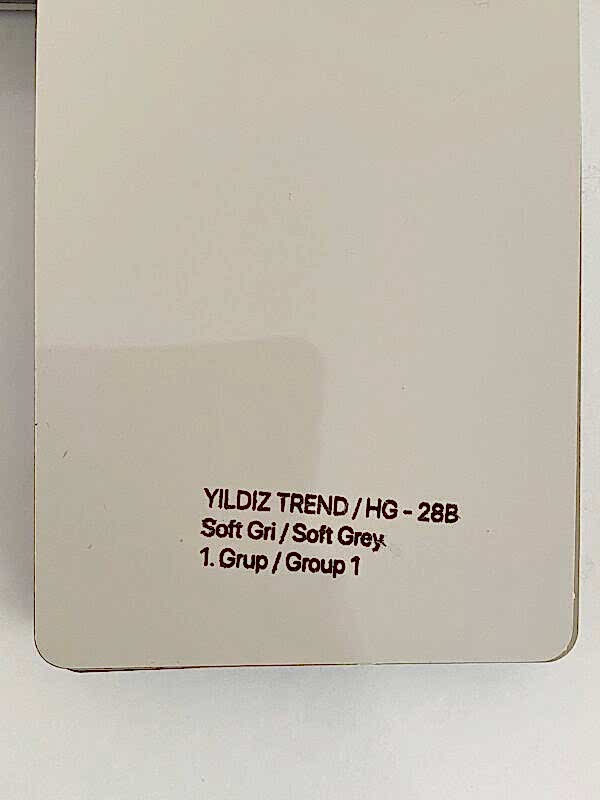 YILDIZ TREND / HG - 28B
Soft Gri / Soft Grey
1. Grup / Group 1